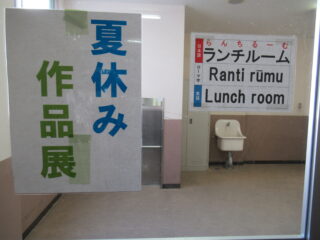 夏休み
作品展
らんちるーむ
ランチルーム
Ranti rūmu
Lunch room